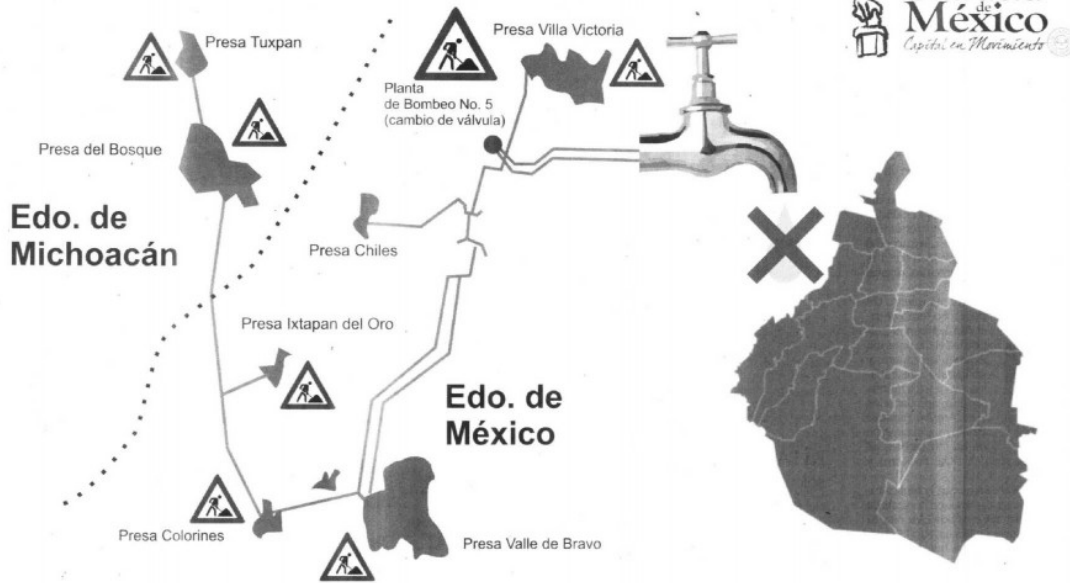 de
México
Capital en Movimiento
Presa Tuxpan
Presa Villa Victoria
Planta
de Bombeo No. 5
(cambio de válvula)
Presa del Bosque
Edo. de
Michoacán
Presa Chiles
Presa Ixtapan del Oro
Edo. de
México
Presa Colorines
Presa Valle de Bravo